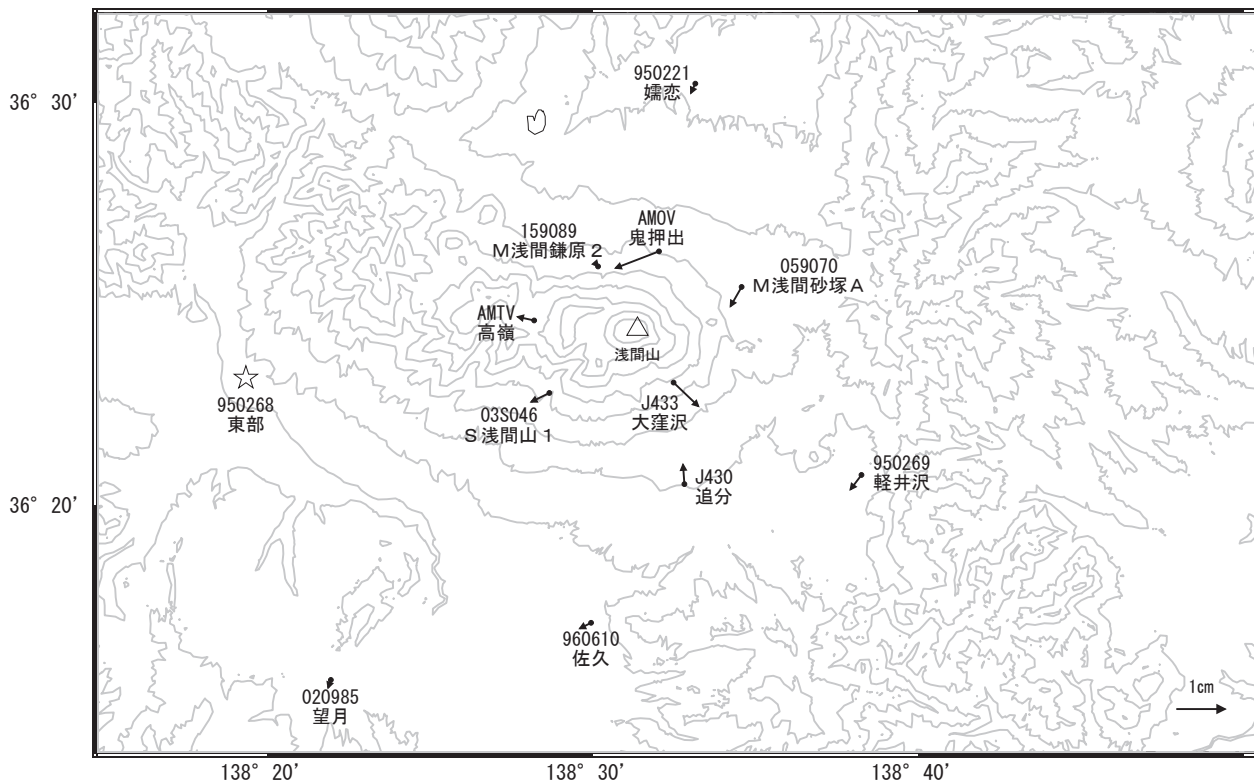 950221
嬬恋
36° 30'
AMOV
鬼押出
159089
M浅間鎌原2
059070
M浅間砂塚A
AMTV
高嶺
浅間山
950268
東部
03S046
S浅間山1
J433
大窪沢
950269
軽井沢
J430
追分
36° 20'
960610
佐久
020985
望月
1cm
138° 20'
138° 30'
138° 40'